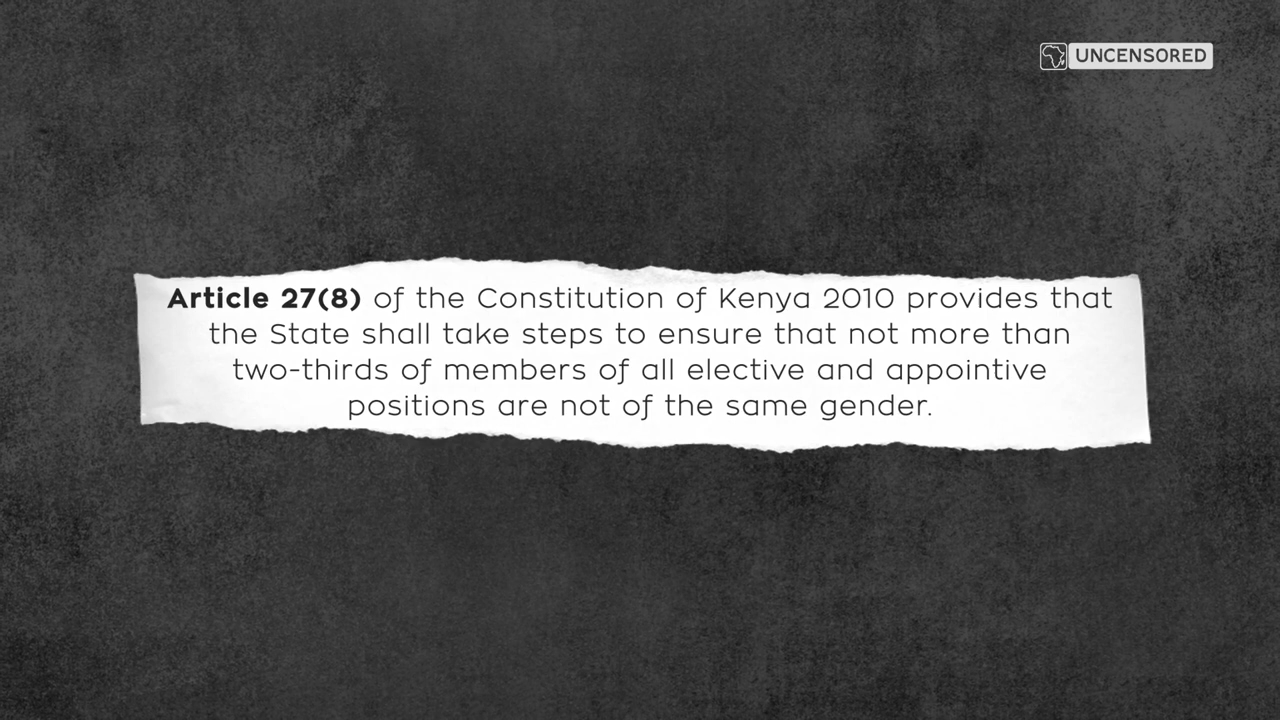 UNCENSORED
Article 27(8) of the Constitution of Kenya 2010 provides that
the State shall take steps to ensure that not more than
two-thirds of members of all elective and appointive
positions are not of the same gender.